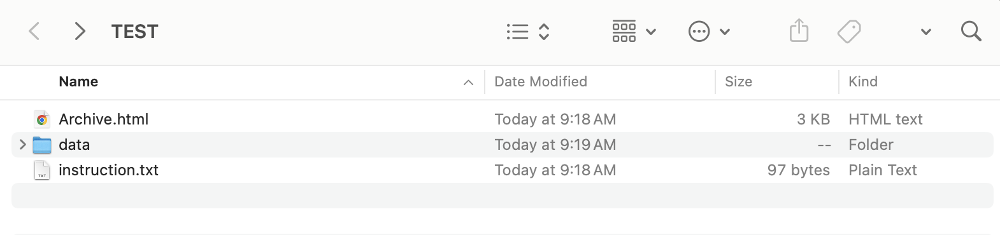 TEST
Name Date Modified Size Kind
Archive.html Today at 9:18 AM 3 KB HTML text
data Today at 9:19 AM -- Folder
TXT instruction.txt Today at 9:18 AM 97 bytes Plain Text